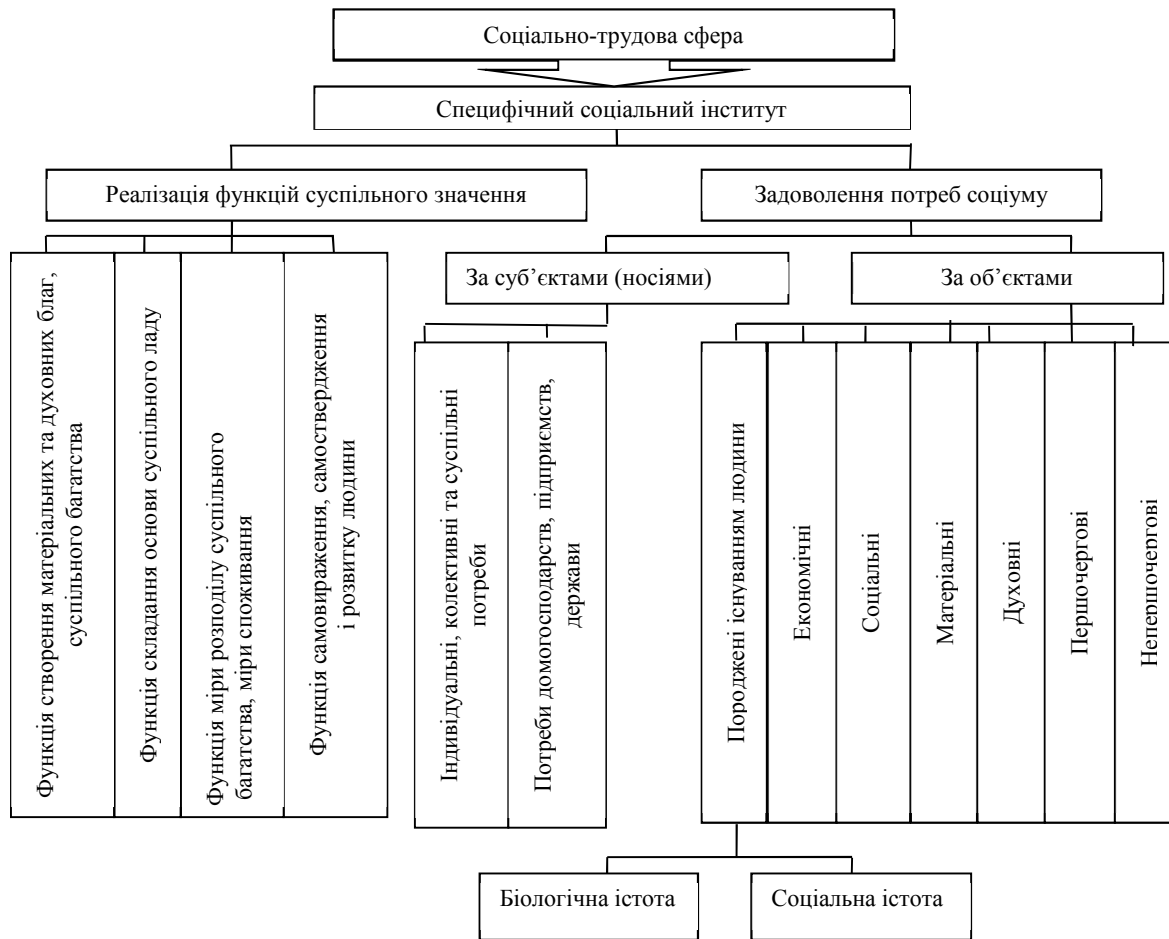 Соціально-трудова сфера
Специфічний соціальний інститут
Реалізація функцій суспільного значення
Задоволення потреб соціуму
За суб’єктами (носіями)
За об’єктами
Функція створення матеріальних та духовних благ,
суспільного багатства
Функція складання основи суспільного ладу
Функція міри розподілу суспільного
багатства, міри споживання
Функція самовираження, самоствердження
і розвитку людини
Індивідуальні, колективні та суспільні
потреби
Потреби домогосподарств, підприємств,
держави
Породжені існуванням людини
Економічні
Соціальні
Матеріальні
Духовні
Першочергові
Непершочергові
Біологічна істота
Соціальна істота